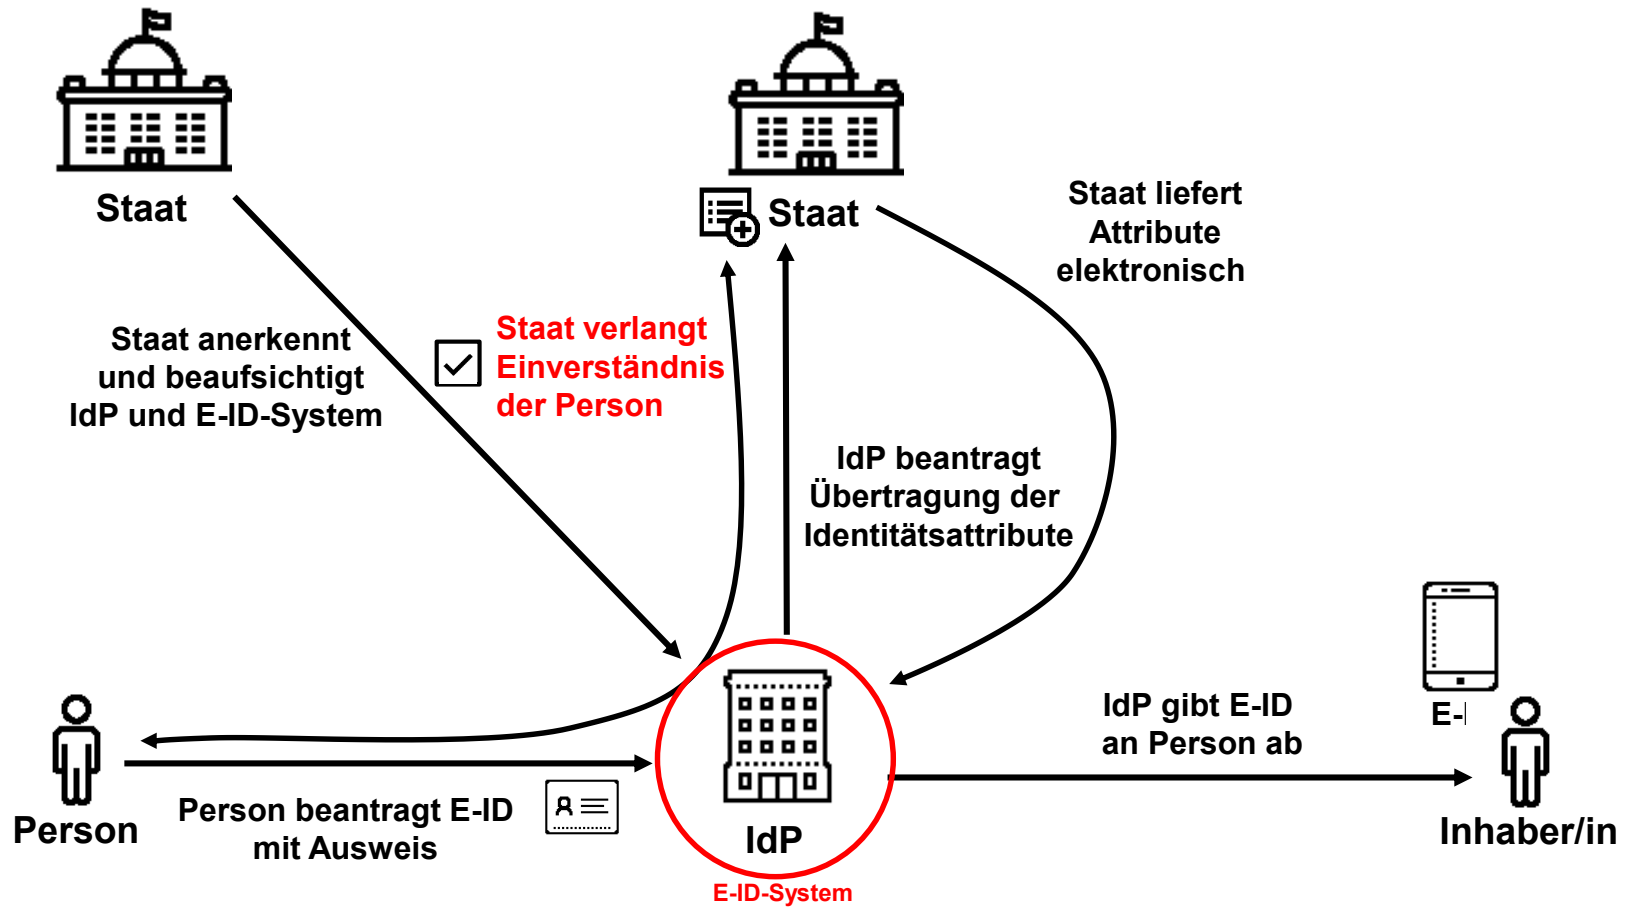 Staat
Staat
Staat liefert
Attribute
elektronisch
Staat anerkennt
und beaufsichtigt
IdP und E-ID-System
Staat verlangt
Einverständnis
der Person
IdP beantragt
Übertragung der
Identitätsattribute
IdP gibt E-ID
an Person ab
E-
Person beantragt E-ID
mit Ausweis
Person
IdP
Inhaber/in
E-ID-System